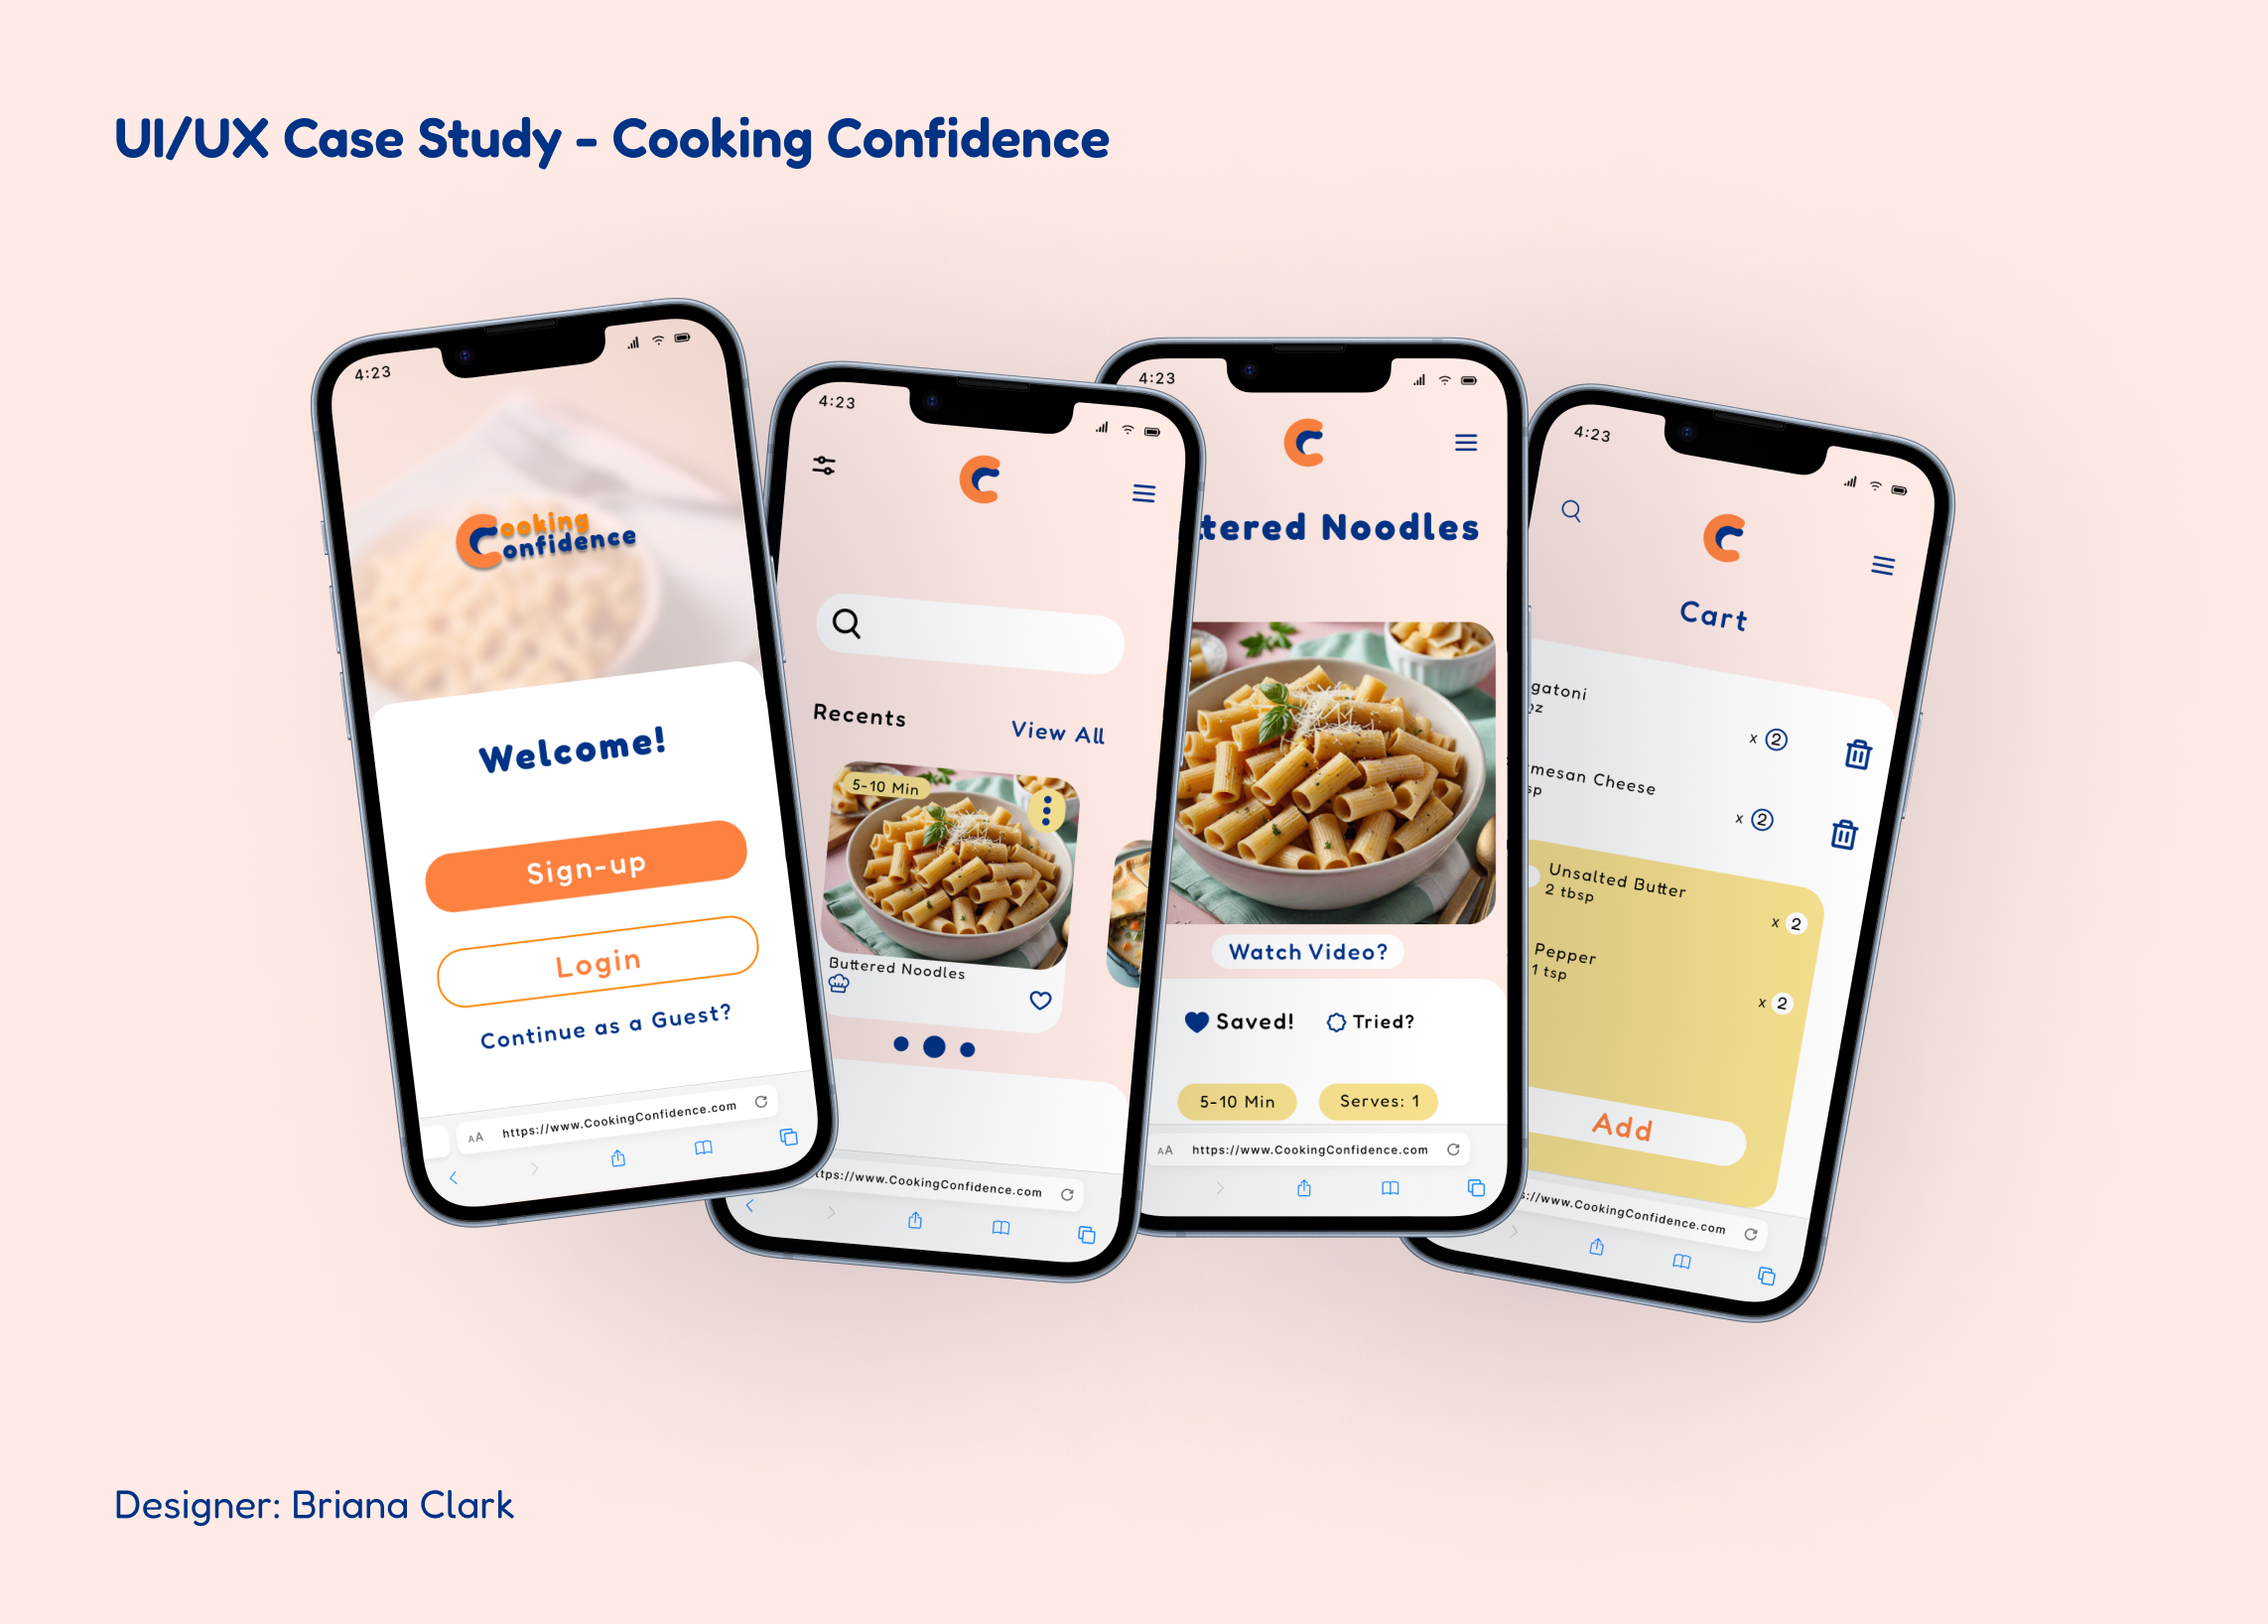 UI/UX Case Study - Cooking Confidence
4:23
Cooking
Confidence
Welcome!
Sign-up
Login
Continue as a Guest?
AA https://www.CookingConfidence.com
4:23
Recents
View All
5-10 Min
Buttered Noodles
ttps://www.CookingConfidence.com
4:23
ttered Noodles
Watch Video?
Saved! Tried?
5-10 Min Serves: 1
AA https://www.CookingConfidence.com
4:23
Cart
gatoni
oz
x 2
mesan Cheese
sp
x 2
Unsalted Butter
2 tbsp
x 2
Pepper
1 tsp
x 2
Add
s://www.CookingConfidence.com
Designer: Briana Clark